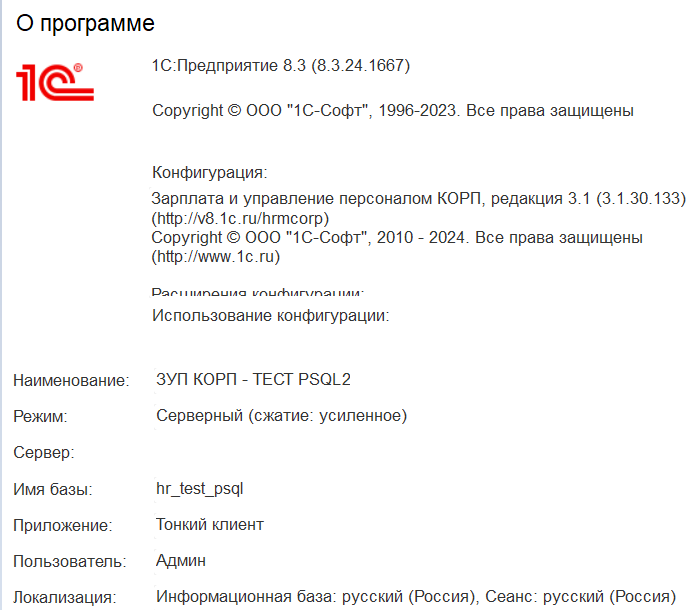 О программе
1С®
1С:Предприятие 8.3 (8.3.24.1667)
Copyright © ООО "1С-Софт", 1996-2023. Все права защищены
Конфигурация:
Зарплата и управление персоналом КОРП, редакция 3.1 (3.1.30.133)
(http://v8.1c.ru/hrmcorp)
Copyright © ООО "1С-Софт", 2010 - 2024. Все права защищены
(http://www.1c.ru)
Расширения конфигурации:
Использование конфигурации:
Наименование: ЗУП КОРП - ТЕСТ PSQL2
Режим: Серверный (сжатие: усиленное)
Сервер:
Имя базы: hr_test_psql
Приложение: Тонкий клиент
Пользователь: Админ
Локализация: Информационная база: русский (Россия), Сеанс: русский (Россия)